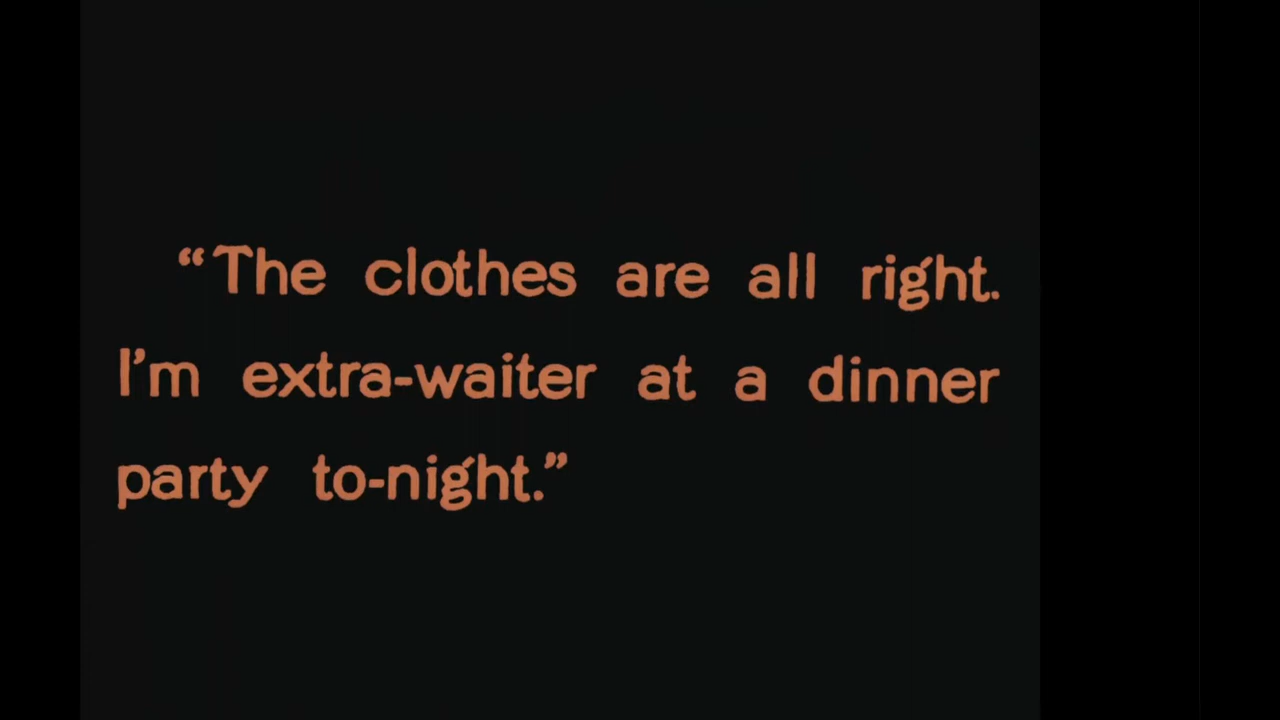 “The clothes are all right.
I’m extra-waiter at a dinner
party to-night.”